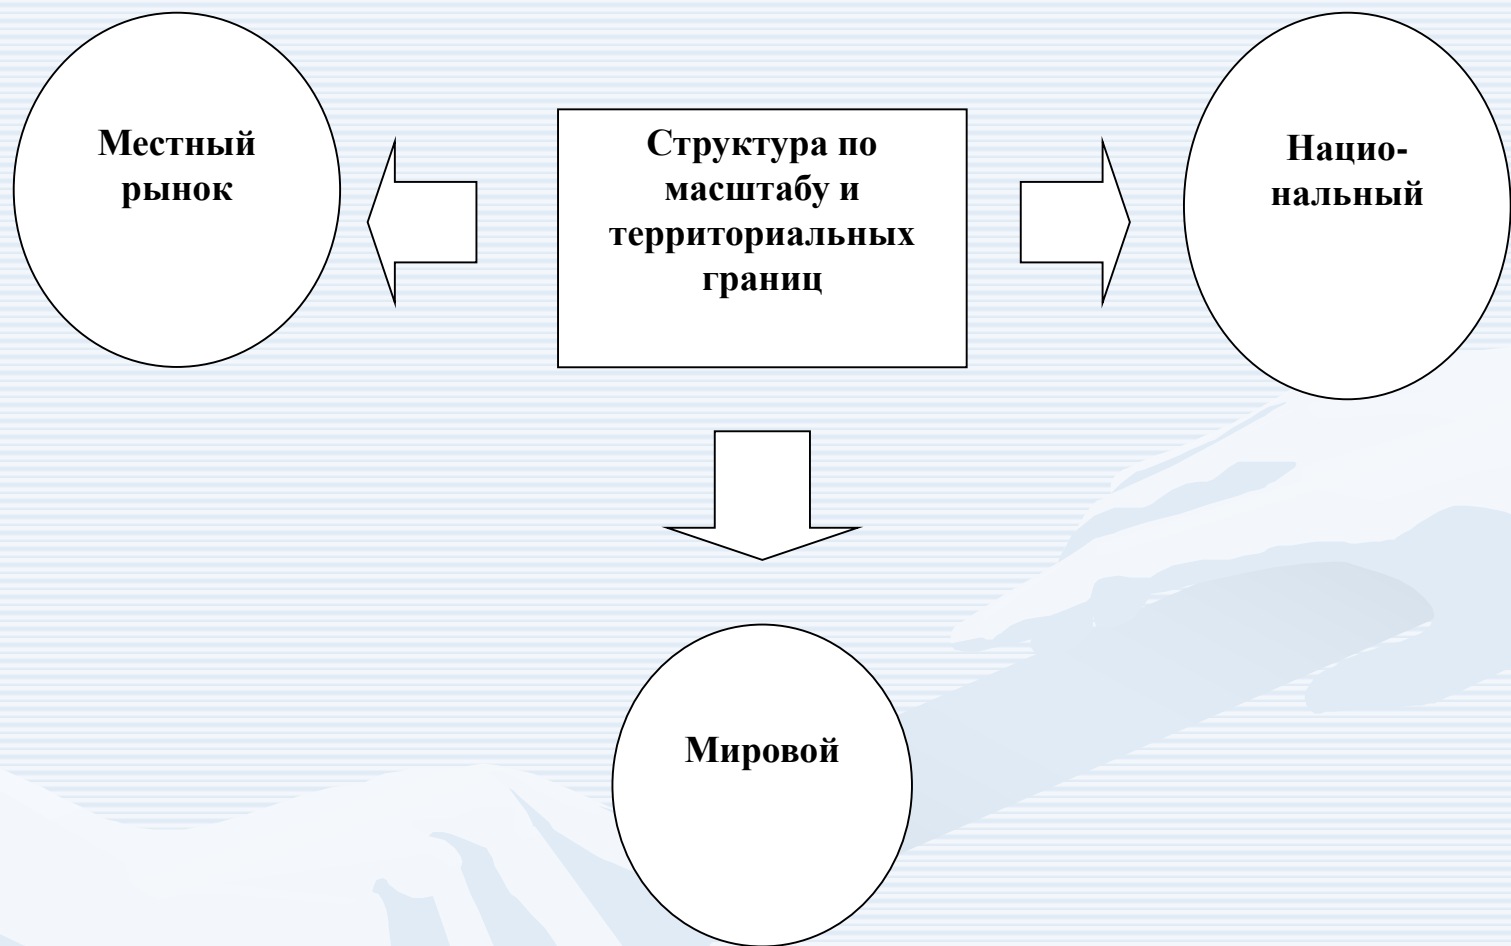 Местный
рынок
Структура по
масштабу и
территориальных
границ
Нацио-
нальный
Мировой